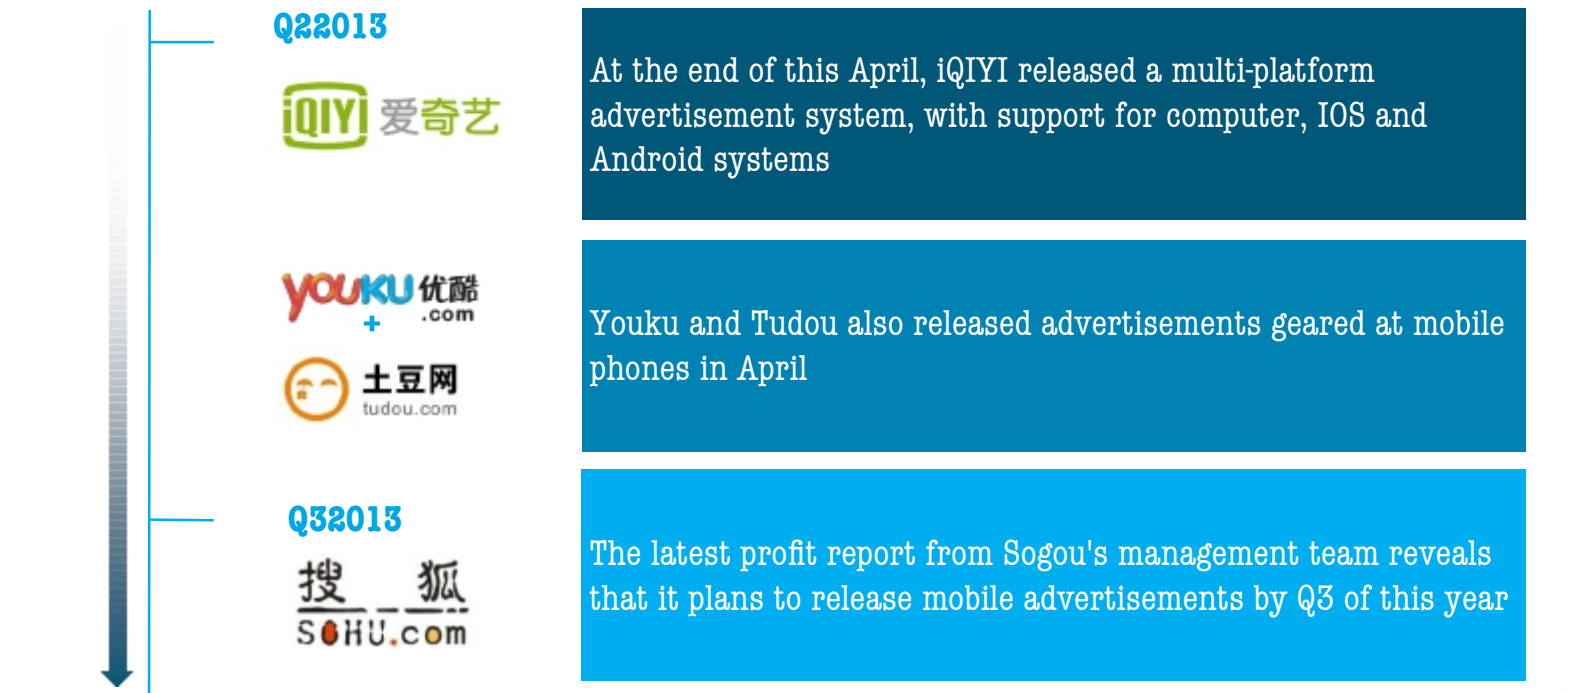 Q22013
iQIYI 爱奇艺
At the end of this April, iQIYI released a multi-platform
advertisement system, with support for computer, IOS and
Android systems
YOUKU 优酷
.com
+
土豆网
tudou.com
Youku and Tudou also released advertisements geared at mobile
phones in April
Q32013
搜 狐
SOHU.com
The latest profit report from Sogou's management team reveals
that it plans to release mobile advertisements by Q3 of this year